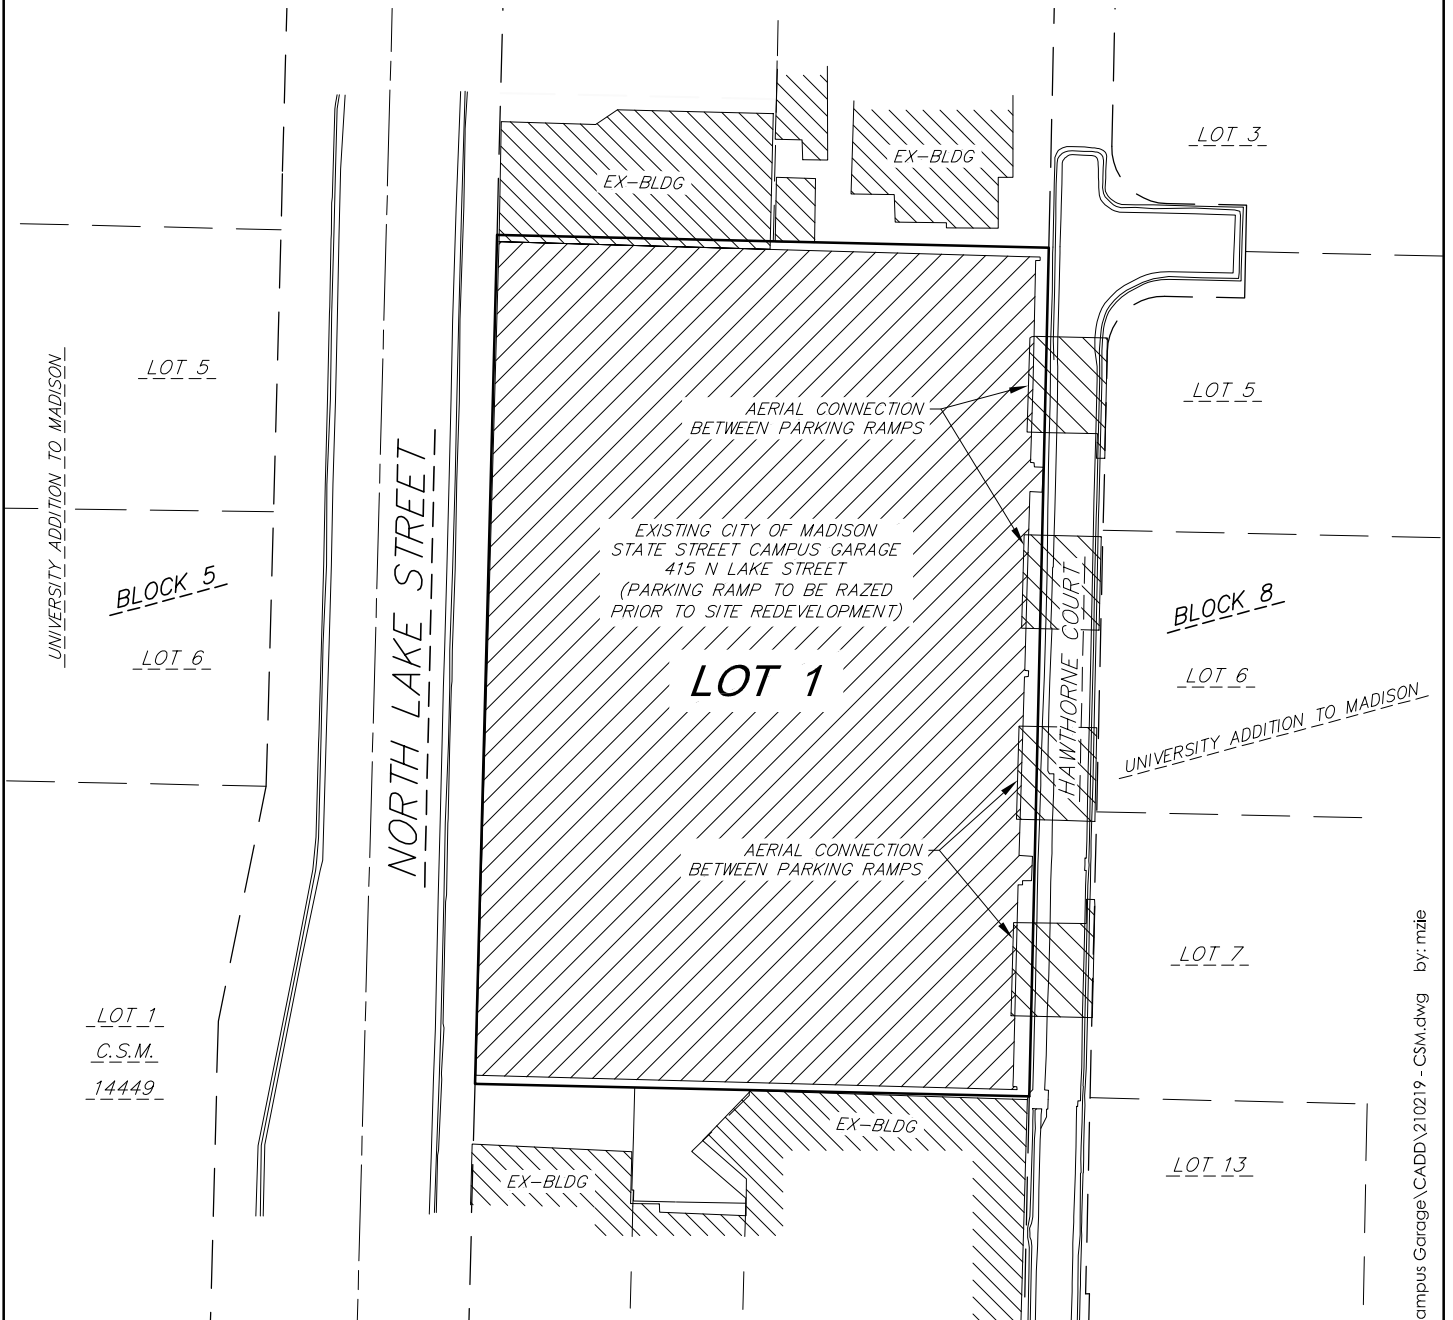 LOT 3
EX-BLDG
EX-BLDG
LOT 5
UNIVERSITY ADDITION TO MADISON
LOT 5
AERIAL CONNECTION
BETWEEN PARKING RAMPS
NORTH LAKE STREET
EXISTING CITY OF MADISON
STATE STREET CAMPUS GARAGE
415 N LAKE STREET
(PARKING RAMP TO BE RAZED
PRIOR TO SITE REDEVELOPMENT)
BLOCK 5
LOT 6
LOT 1
HAWTHORNE COURT
BLOCK 8
LOT 6
UNIVERSITY ADDITION TO MADISON
AERIAL CONNECTION
BETWEEN PARKING RAMPS
LOT 7
LOT 1
C.S.M.
14449
EX-BLDG
EX-BLDG
LOT 13
ampus Garage\CADD\210219 - CSM.dwg by: mzie